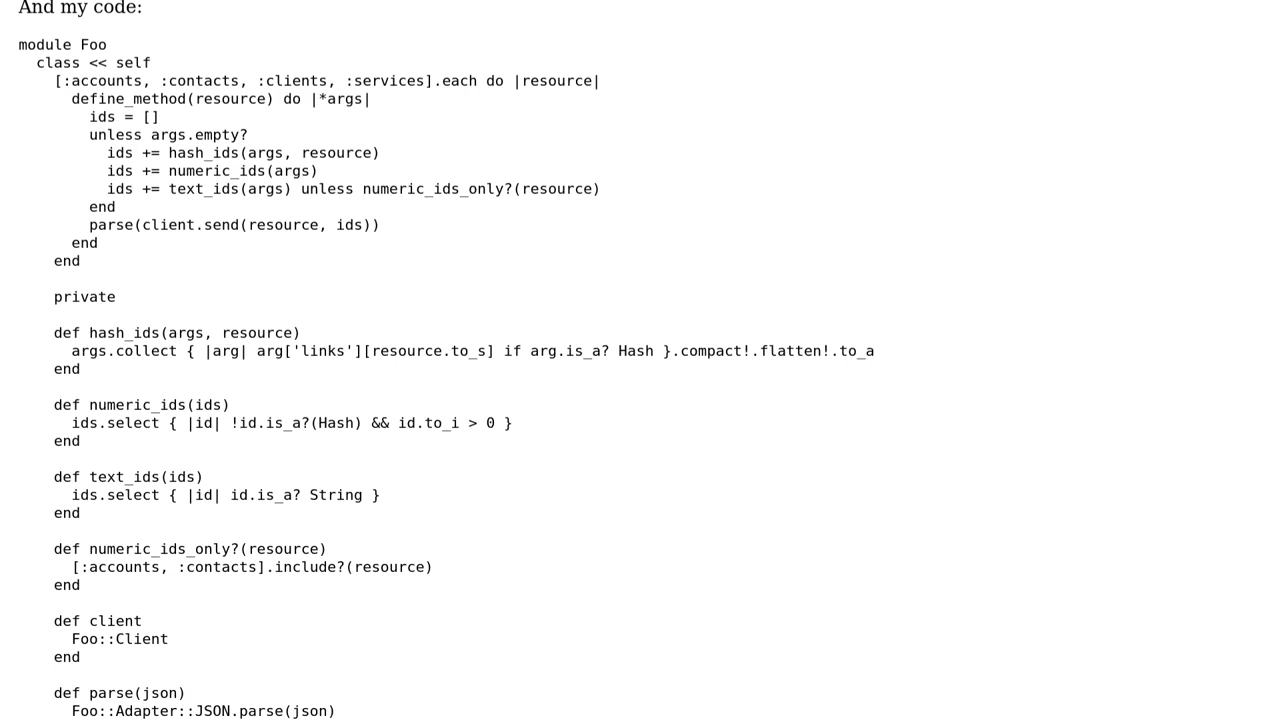 And my code:
module Foo
  class << self
    [:accounts, :contacts, :clients, :services].each do |resource|
      define_method(resource) do |*args|
        ids = []
        unless args.empty?
          ids += hash_ids(args, resource)
          ids += numeric_ids(args)
          ids += text_ids(args) unless numeric_ids_only?(resource)
        end
        parse(client.send(resource, ids))
      end
    end

    private

    def hash_ids(args, resource)
      args.collect { |arg| arg['links'][resource.to_s] if arg.is_a? Hash }.compact!.flatten!.to_a
    end

    def numeric_ids(ids)
      ids.select { |id| !id.is_a?(Hash) && id.to_i > 0 }
    end

    def text_ids(ids)
      ids.select { |id| id.is_a? String }
    end

    def numeric_ids_only?(resource)
      [:accounts, :contacts].include?(resource)
    end

    def client
      Foo::Client
    end

    def parse(json)
      Foo::Adapter::JSON.parse(json)